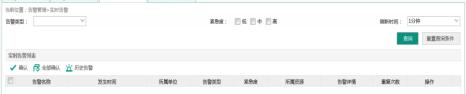 当前位置：告警管理>实时告警
告警类型： 紧急度： 低 中 高 刷新时间： 1分钟
查询 重置查询条件
实时告警列表
确认 全部确认 历史告警
告警名称 发生时间 所属单位 告警类型 紧急度 所属资源 告警详情 重复次数 操作